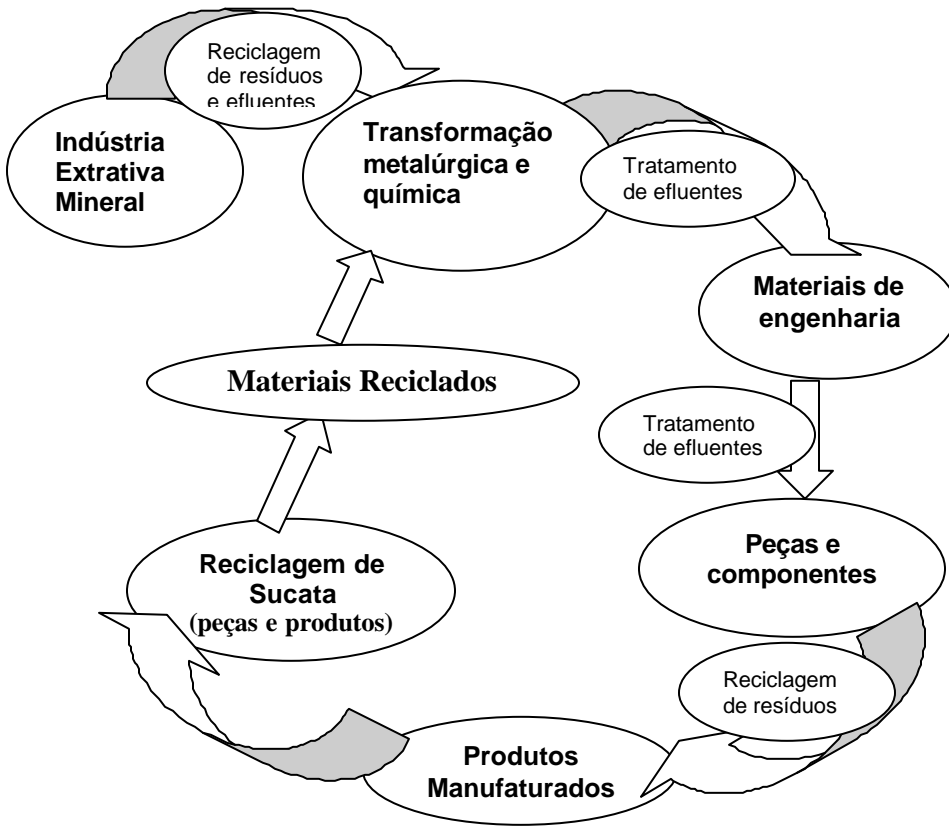 Reciclagem
de resíduos
e efluentes
Indústria
Extrativa
Mineral
Transformação
metalúrgica e
química
Tratamento
de efluentes
Materiais de
engenharia
Materiais Reciclados
Tratamento
de efluentes
Reciclagem de
Sucata
(peças e produtos)
Peças e
componentes
Reciclagem
de resíduos
Produtos
Manufaturados